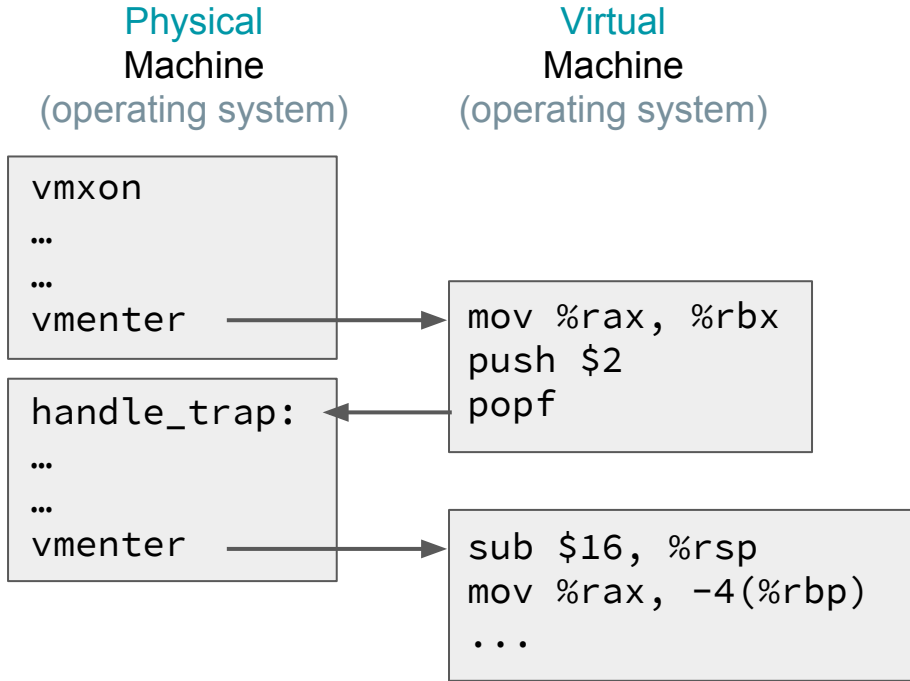 Physical
Machine
(operating system)
Virtual
Machine
(operating system)
vmxon
…
…
vmenter
mov %rax, %rbx
push $2
popf
handle_trap:
…
…
vmenter
sub $16, %rsp
mov %rax, -4(%rbp)
...